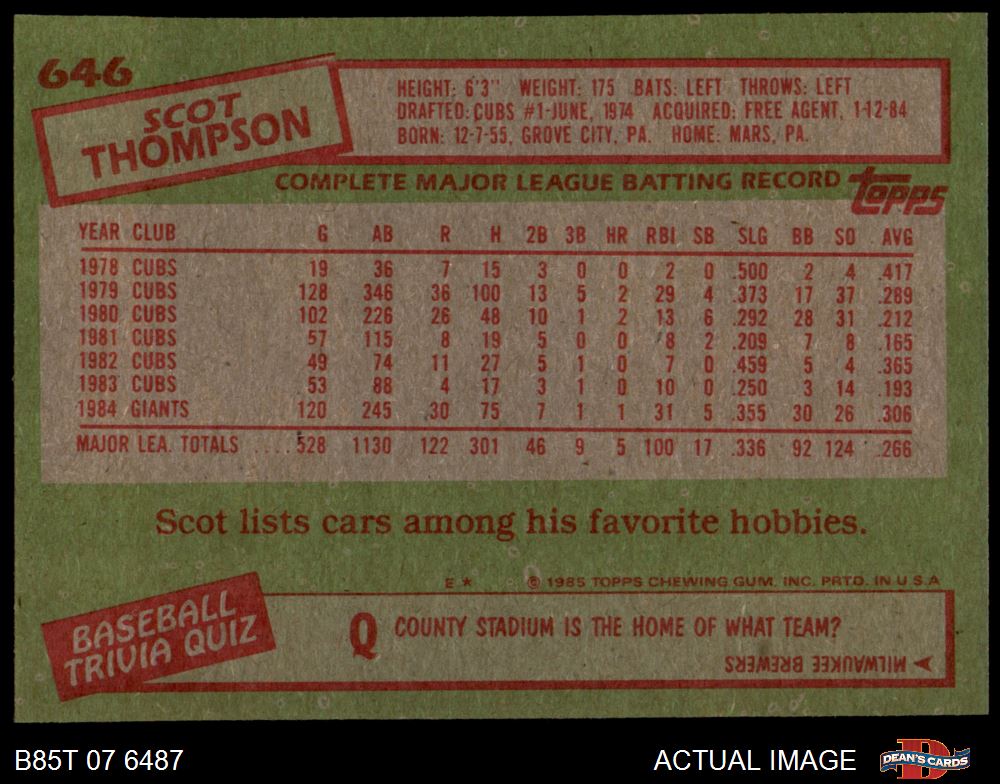 646
SCOT
THOMPSON
HEIGHT: 6'3" WEIGHT: 175 BATS: LEFT THROWS: LEFT
DRAFTED: CUBS #1-JUNE, 1974 ACQUIRED: FREE AGENT, 1-12-84
BORN: 12-7-55, GROVE CITY, PA. HOME: MARS, PA.
COMPLETE MAJOR LEAGUE BATTING RECORD topps
YEAR CLUB G AB R H 2B 3B HR RBI SB SLG BB SO AVG
1978 CUBS 19 36 7 15 3 0 0 2 0 .500 2 4 .417
1979 CUBS 128 346 36 100 13 5 2 29 4 .373 17 37 .289
1980 CUBS 102 226 26 48 10 1 2 13 6 .292 28 31 .212
1981 CUBS 57 115 8 19 5 0 0 8 2 .209 7 8 .165
1982 CUBS 49 74 11 27 5 1 0 7 0 .459 5 4 .365
1983 CUBS 53 88 4 17 3 1 0 10 0 .250 3 14 .193
1984 GIANTS 120 245 30 75 7 1 1 31 5 .355 30 26 .306
MAJOR LEA. TOTALS ....528 1130 122 301 46 9 5 100 17 .336 92 124 .266
Scot lists cars among his favorite hobbies.
E * © 1985 TOPPS CHEWING GUM, INC. PRTD. IN U S A
BASEBALL
TRIVIA QUIZ
Q COUNTY STADIUM IS THE HOME OF WHAT TEAM?
MILWAUKEE BREWERS
B85T 07 6487 ACTUAL IMAGE DEAN'S CARDS